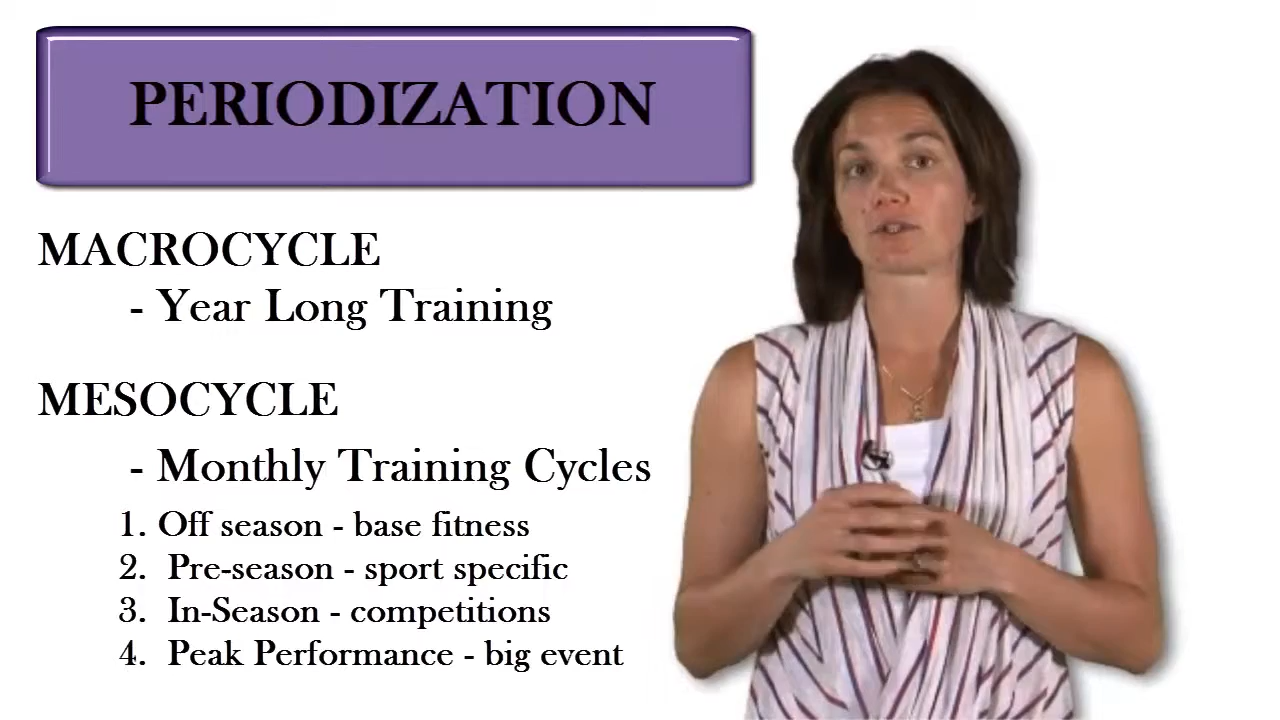 PERIODIZATION
MACROCYCLE
- Year Long Training
MESOCYCLE
- Monthly Training Cycles
1. Off season - base fitness
2. Pre-season - sport specific
3. In-Season - competitions
4. Peak Performance - big event